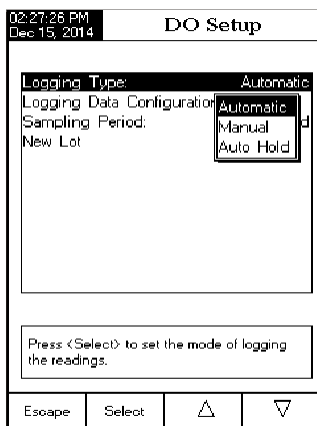 02:27:26 PM
Dec 15, 2014
DO Setup
Logging Type: Automatic
Logging Data Configuration
Sampling Period: d
New Lot
Automatic
Manual
Auto Hold
Press <Select> to set the mode of logging
the readings.
Escape Select △ ▽